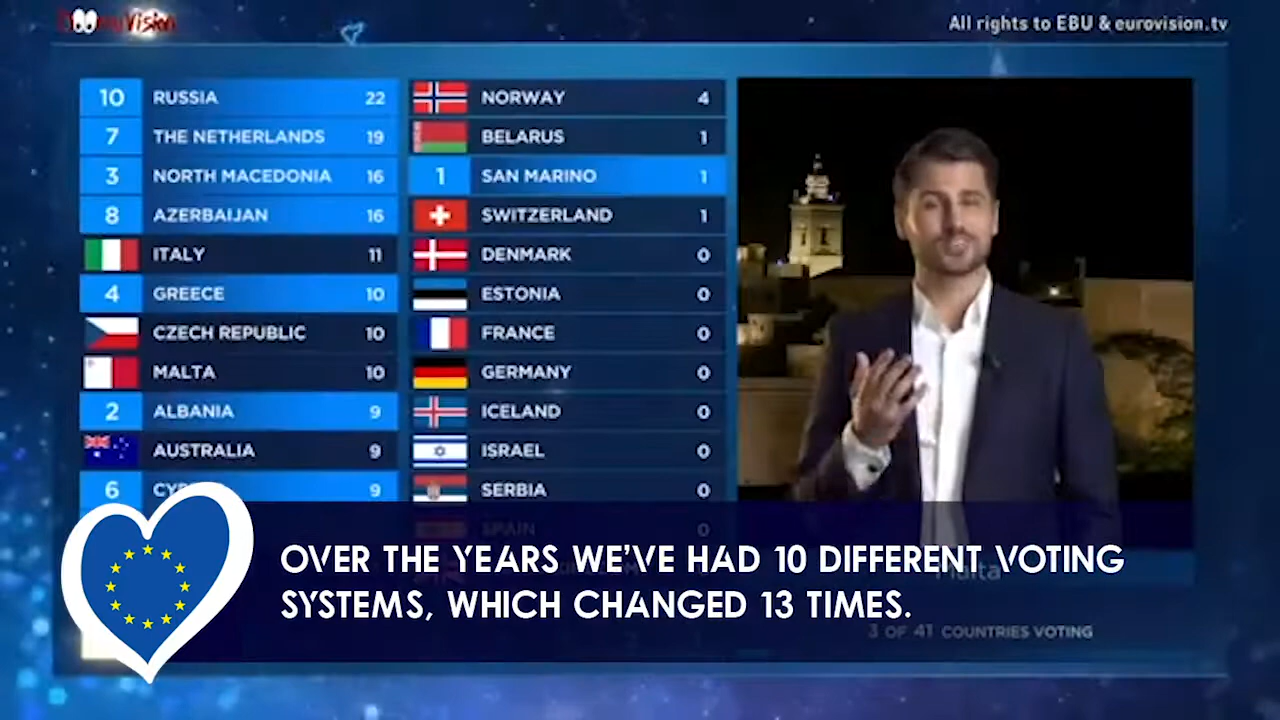 All rights to EBU & eurovision.tv
10 RUSSIA 22
7 THE NETHERLANDS 19
3 NORTH MACEDONIA 16
8 AZERBAIJAN 16
ITALY 11
4 GREECE 10
CZECH REPUBLIC 10
MALTA 10
2 ALBANIA 9
AUSTRALIA 9
6 9
NORWAY 4
BELARUS 1
1 SAN MARINO 1
SWITZERLAND 1
DENMARK 0
ESTONIA 0
FRANCE 0
GERMANY 0
ICELAND 0
ISRAEL 0
SERBIA 0
SPAIN 0
Malta
OVER THE YEARS WE'VE HAD 10 DIFFERENT VOTING
SYSTEMS, WHICH CHANGED 13 TIMES.
3 OF 41 COUNTRIES VOTING